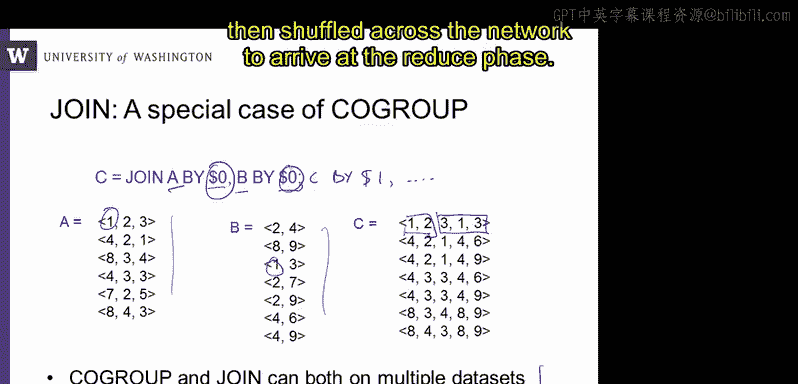 GPT中英字幕课程资源@bilibili.com
then shuffled across the network
to arrive at the reduce phase.
W UNIVERSITY of WASHINGTON
JOIN: A special case of COGROUP
C = JOIN A BY $0, B BY $0; C BY $1, ....
A = <1, 2, 3>
<4, 2, 1>
<8, 3, 4>
<4, 3, 3>
<7, 2, 5>
<8, 4, 3>
B = <2, 4>
<8, 9>
<1, 3>
<2, 7>
<2, 9>
<4, 6>
<4, 9>
C = <1, 2, 3, 1, 3>
<4, 2, 1, 4, 6>
<4, 2, 1, 4, 9>
<4, 3, 3, 4, 6>
<4, 3, 3, 4, 9>
<8, 3, 4, 8, 9>
<8, 4, 3, 8, 9>
• COGROUP and JOIN can both on multiple datasets